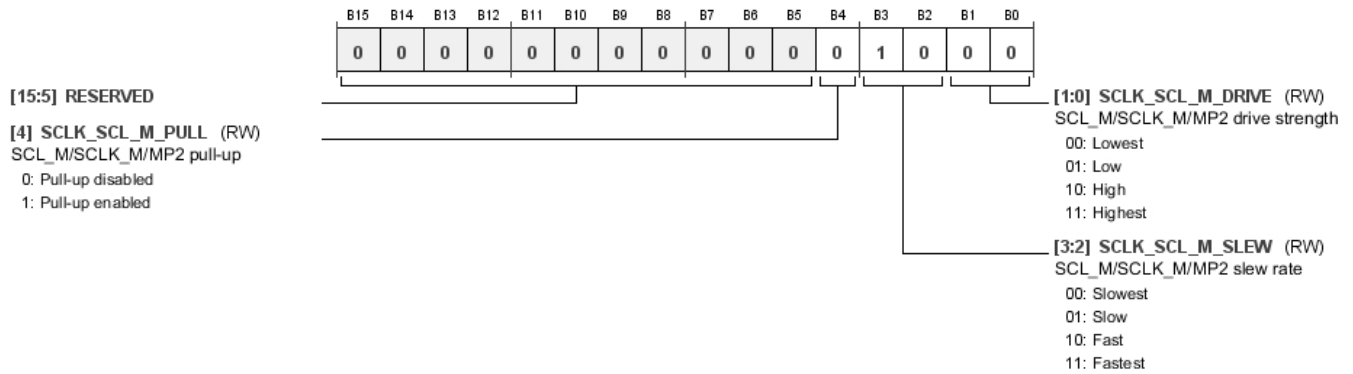 B15 B14 B13 B12 B11 B10 B9 B8 B7 B6 B5 B4 B3 B2 B1 B0
0 0 0 0 0 0 0 0 0 0 0 0 1 0 0 0
[15:5] RESERVED
[4] SCLK_SCL_M_PULL (RW)
SCL_M/SCLK_M/MP2 pull-up
0: Pull-up disabled
1: Pull-up enabled
[1:0] SCLK_SCL_M_DRIVE (RW)
SCL_M/SCLK_M/MP2 drive strength
00: Lowest
01: Low
10: High
11: Highest
[3:2] SCLK_SCL_M_SLEW (RW)
SCL_M/SCLK_M/MP2 slew rate
00: Slowest
01: Slow
10: Fast
11: Fastest